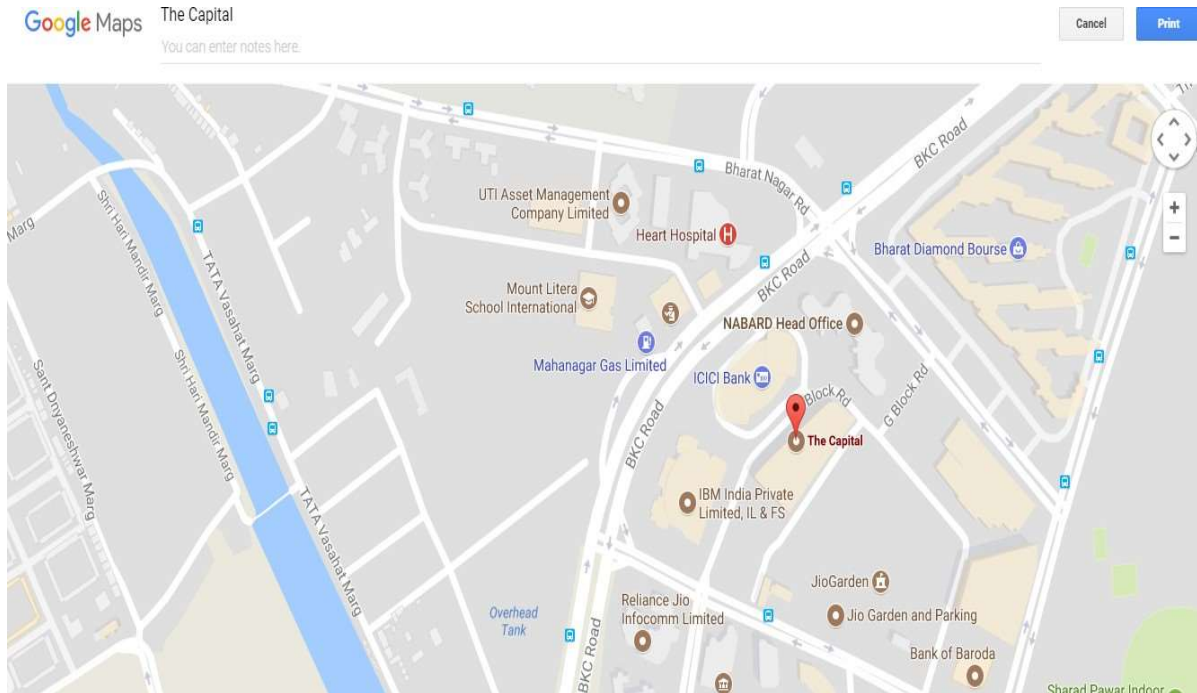 Google Maps
The Capital
You can enter notes here.
Cancel
Print
BKC Road
Bharat Nagar Rd
UTI Asset Management
Company Limited
Heart Hospital
Bharat Diamond Bourse
Marg
Shri Hari Mandir Marg
TATA Vasahat Marg
BKC Road
Mount Litera
School International
NABARD Head Office
Mahanagar Gas Limited
ICICI Bank
Block Rd
G Block Rd
Shri Hari Mandir Marg
Sant Dnyaneshwar Marg
BKC Road
The Capital
IBM India Private
Limited, IL & FS
TATA Vasahat Marg
JioGarden
Overhead
Tank
Reliance Jio
Infocomm Limited
Jio Garden and Parking
BKC Road
Bank of Baroda
Sharad Pawar Indoor